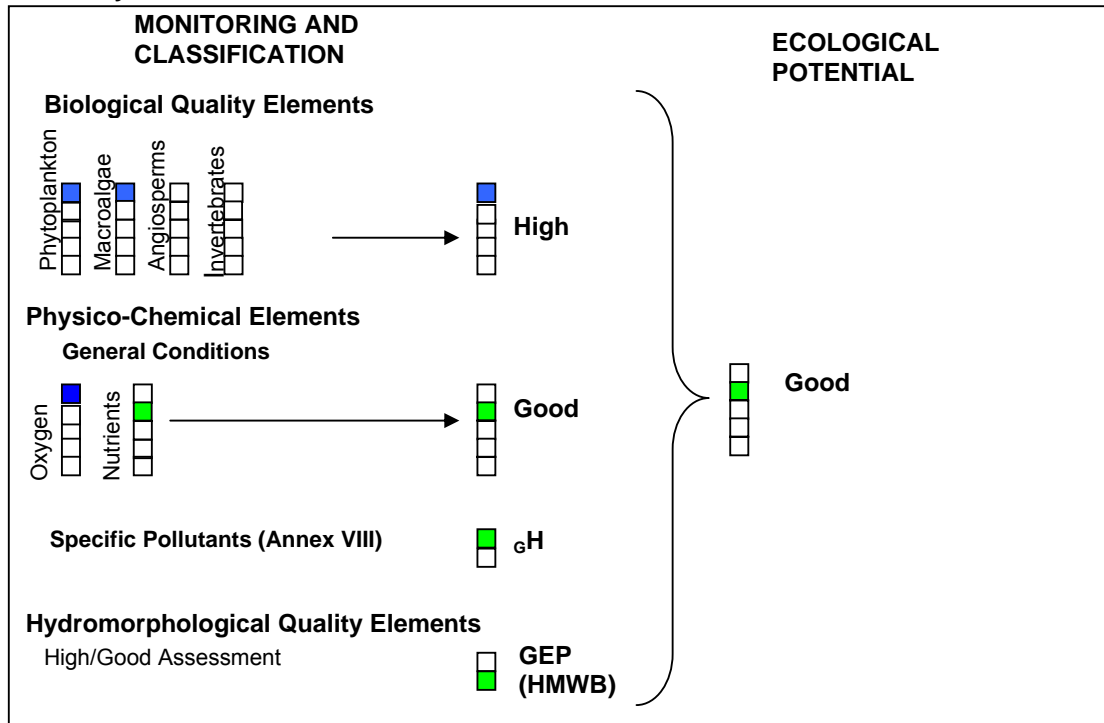 MONITORING AND
CLASSIFICATION
ECOLOGICAL
POTENTIAL
Biological Quality Elements
Phytoplankton
Macroalgae
Angiosperms
Invertebrates
High
Physico-Chemical Elements
General Conditions
Oxygen
Nutrients
Good
Good
Specific Pollutants (Annex VIII)
GH
Hydromorphological Quality Elements
High/Good Assessment
GEP
(HMWB)